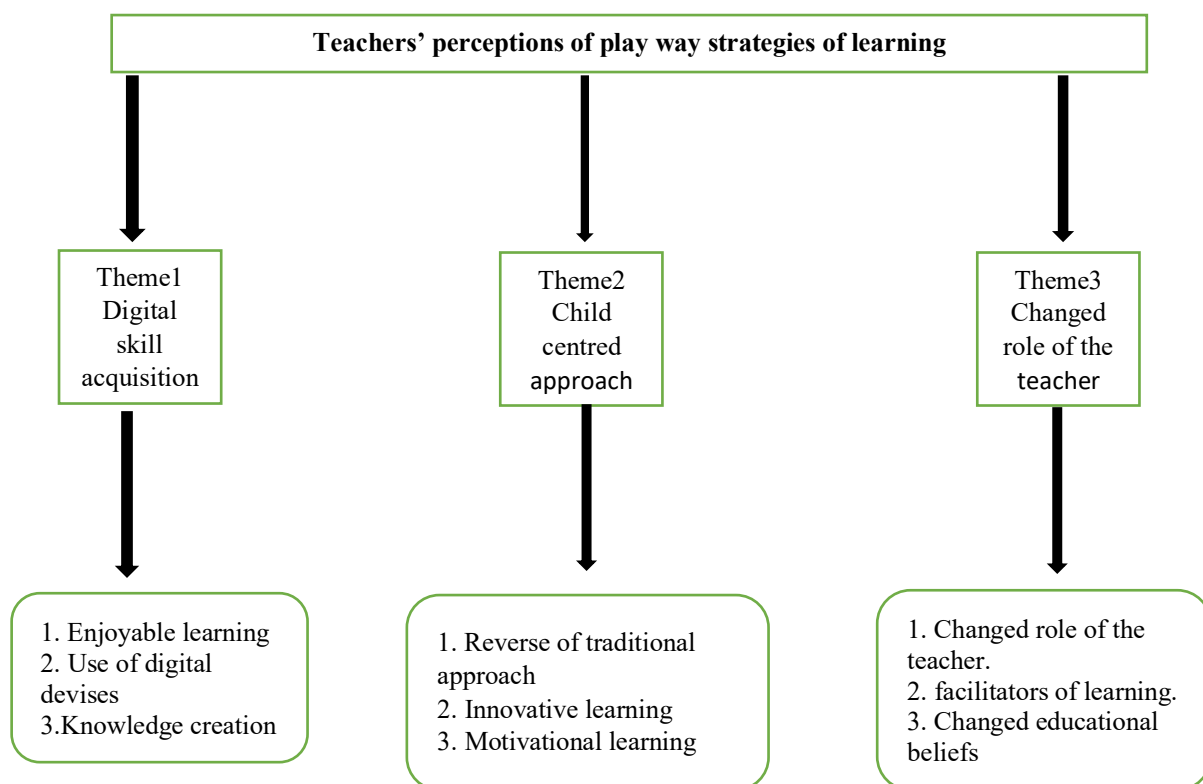 Teachers’ perceptions of play way strategies of learning
Theme1
Digital
skill
acquisition
Theme2
Child
centred
approach
Theme3
Changed
role of the
teacher
1. Enjoyable learning
2. Use of digital
devises
3.Knowledge creation
1. Reverse of traditional
approach
2. Innovative learning
3. Motivational learning
1. Changed role of the
teacher.
2. facilitators of learning.
3. Changed educational
beliefs